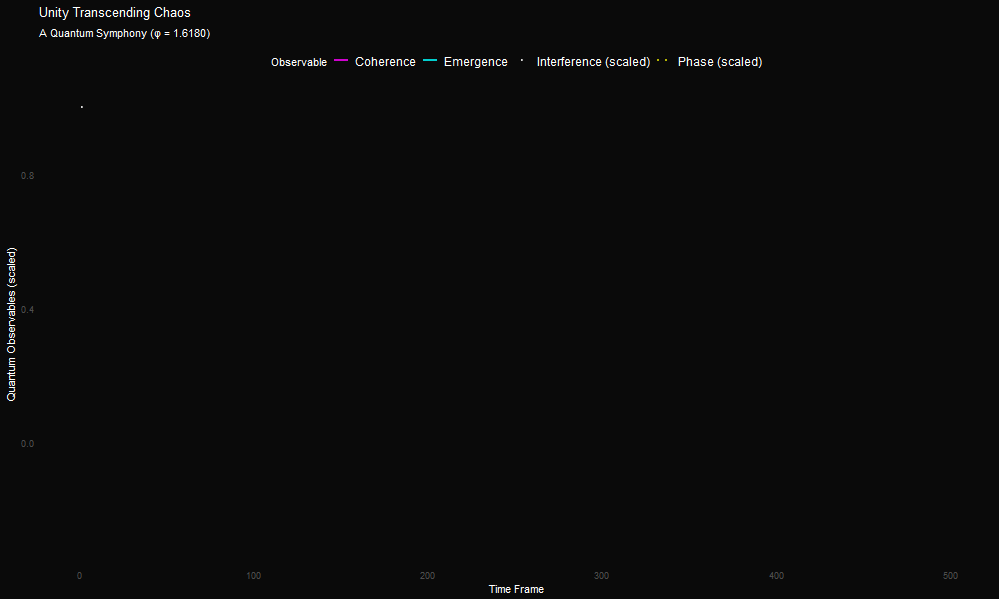 Unity Transcending Chaos
A Quantum Symphony (φ = 1.6180)
Observable Coherence Emergence Interference (scaled) Phase (scaled)
0.8
0.4
0.0
Quantum Observables (scaled)
0 100 200 300 400 500
Time Frame